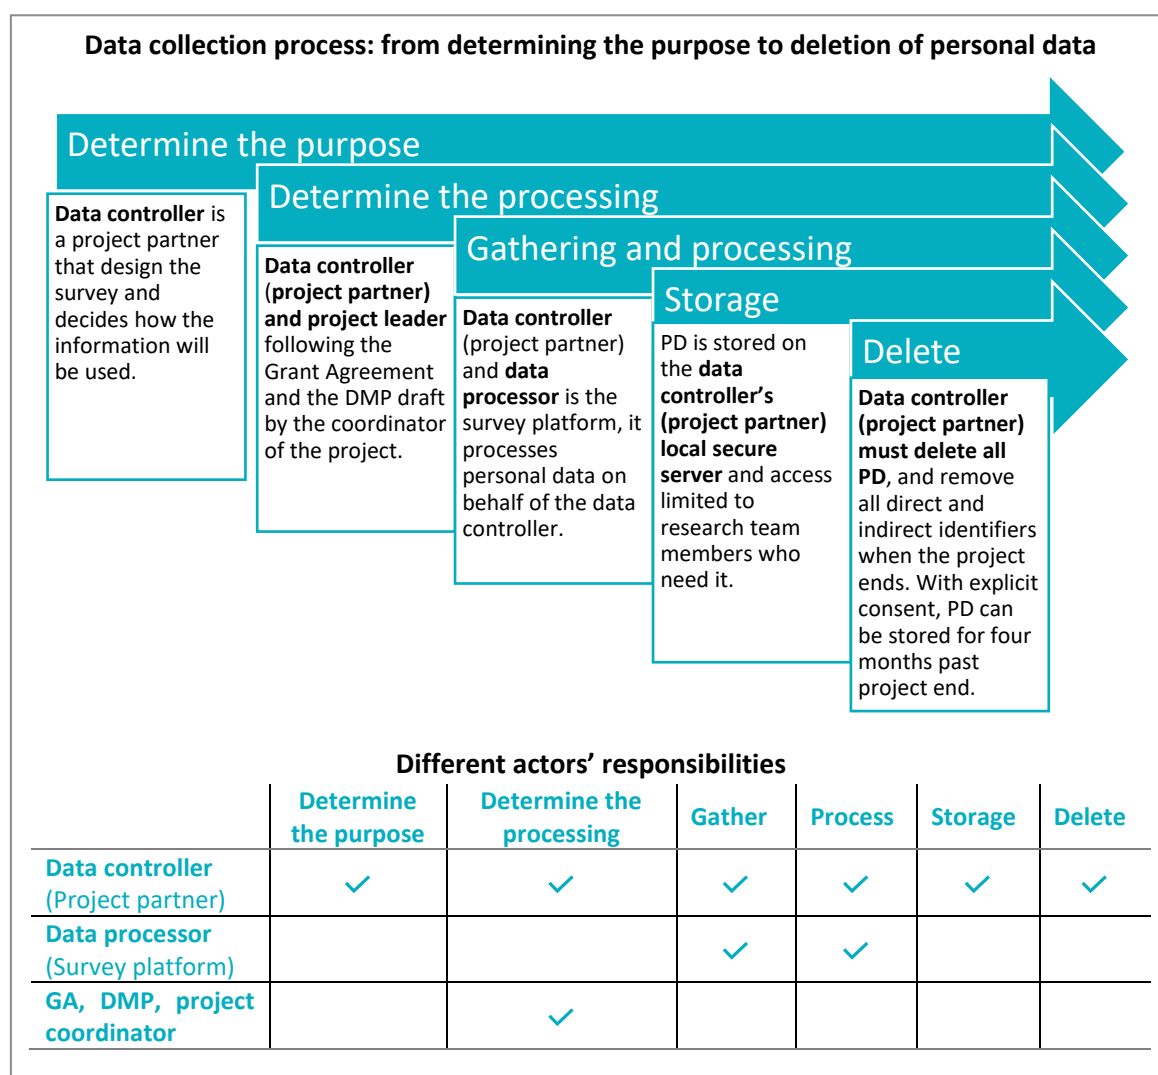 Data collection process: from determining the purpose to deletion of personal data
Determine the purpose
Data controller is
a project partner
that design the
survey and
decides how the
information will
be used.
Determine the processing
Data controller
(project partner)
and project leader
following the
Grant Agreement
and the DMP draft
by the coordinator
of the project.
Gathering and processing
Data controller
(project partner)
and data
processor is the
survey platform, it
processes
personal data on
behalf of the data
controller.
Storage
PD is stored on
the data
controller’s
(project partner)
local secure
server and access
limited to
research team
members who
need it.
Delete
Data controller
(project partner)
must delete all
PD, and remove
all direct and
indirect identifiers
when the project
ends. With explicit
consent, PD can
be stored for four
months past
project end.
Different actors’ responsibilities
Determine
the purpose
Determine the
processing
Gather
Process
Storage
Delete
Data controller
(Project partner)
✓ ✓ ✓ ✓ ✓ ✓
Data processor
(Survey platform)
✓ ✓
GA, DMP, project
coordinator
✓